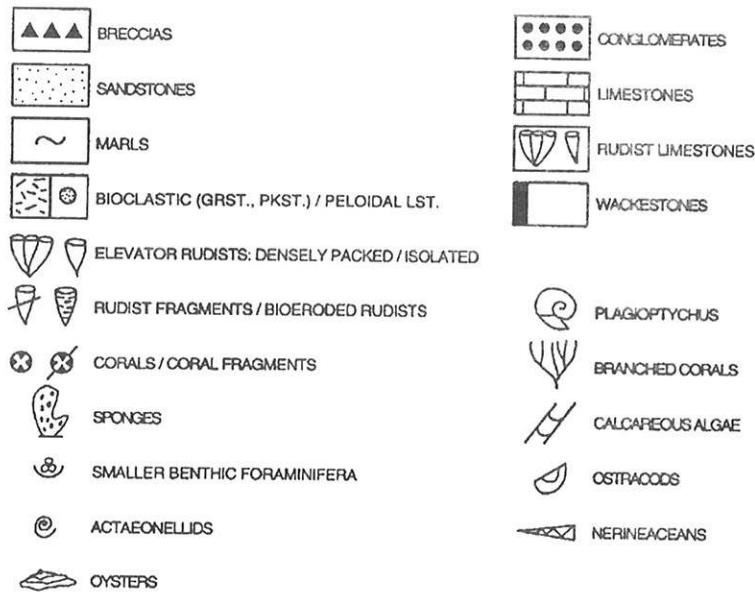 BRECCIAS
SANDSTONES
MARLS
BIOCLASTIC (GRST., PKST.) / PELOIDAL LST.
ELEVATOR RUDISTS: DENSELY PACKED / ISOLATED
RUDIST FRAGMENTS / BIOERODED RUDISTS
CORALS / CORAL FRAGMENTS
SPONGES
SMALLER BENTHIC FORAMINIFERA
ACTAEONELLIDS
OYSTERS
CONGLOMERATES
LIMESTONES
RUDIST LIMESTONES
WACKESTONES
PLAGIOPTYCHUS
BRANCHED CORALS
CALCAREOUS ALGAE
OSTRACODS
NERINEACEANS